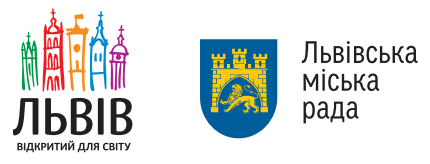 ЛЬВІВ
ВІДКРИТИЙ ДЛЯ СВІТУ
Львівська
міська
рада